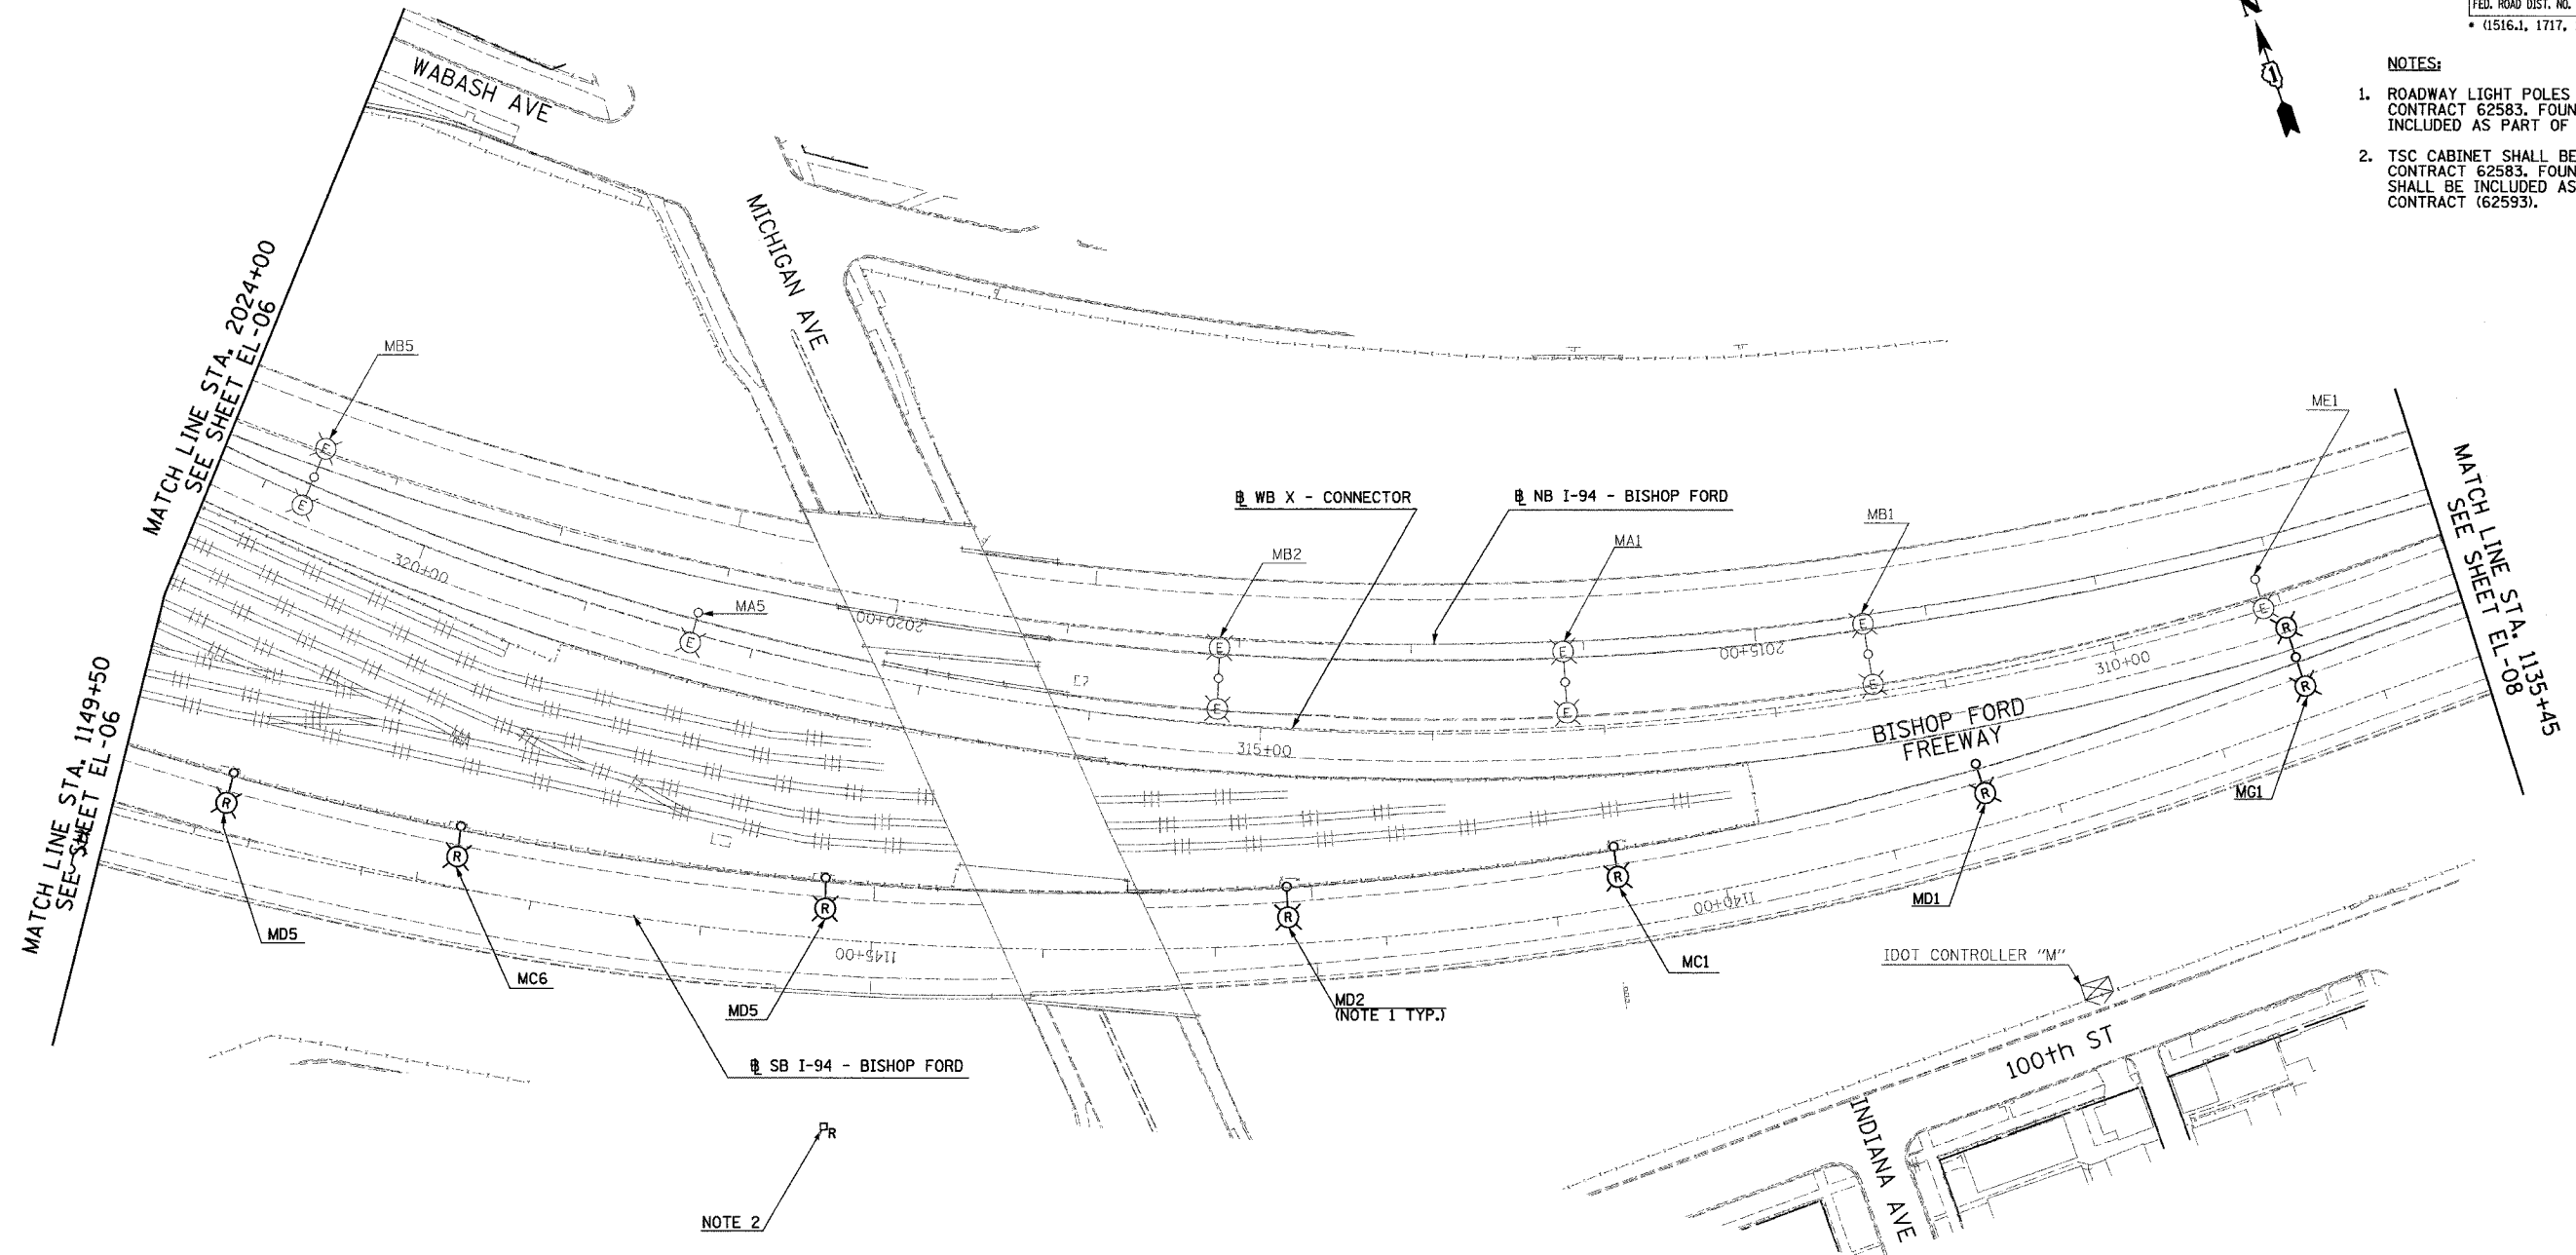 FED. ROAD DIST. NO.
* (1516.1, 1717,
N
1
NOTES:
1. ROADWAY LIGHT POLES
CONTRACT 62583. FOUN
INCLUDED AS PART OF
2. TSC CABINET SHALL BE
CONTRACT 62583. FOUN
SHALL BE INCLUDED AS
CONTRACT (62593).
WABASH AVE
MICHIGAN AVE
MATCH LINE STA. 2024+00
SEE SHEET EL-06
MB5
E
E
320+00
MA5
E
2020+00
℄ WB X - CONNECTOR
℄ NB I-94 - BISHOP FORD
MB2
E
E
MA1
E
E
MB1
E
E
ME1
E
R
R
MG1
2015+00
310+00
315+00
BISHOP FORD
FREEWAY
MATCH LINE STA. 1135+45
SEE SHEET EL-08
MATCH LINE STA. 1149+50
SEE SHEET EL-06
R
MD5
R
MC6
R
MD5
R
MD2
(NOTE 1 TYP.)
R
MC1
R
MD1
1145+00
1140+00
℄ SB I-94 - BISHOP FORD
IDOT CONTROLLER "M"
100th ST
INDIANA AVE
R
NOTE 2